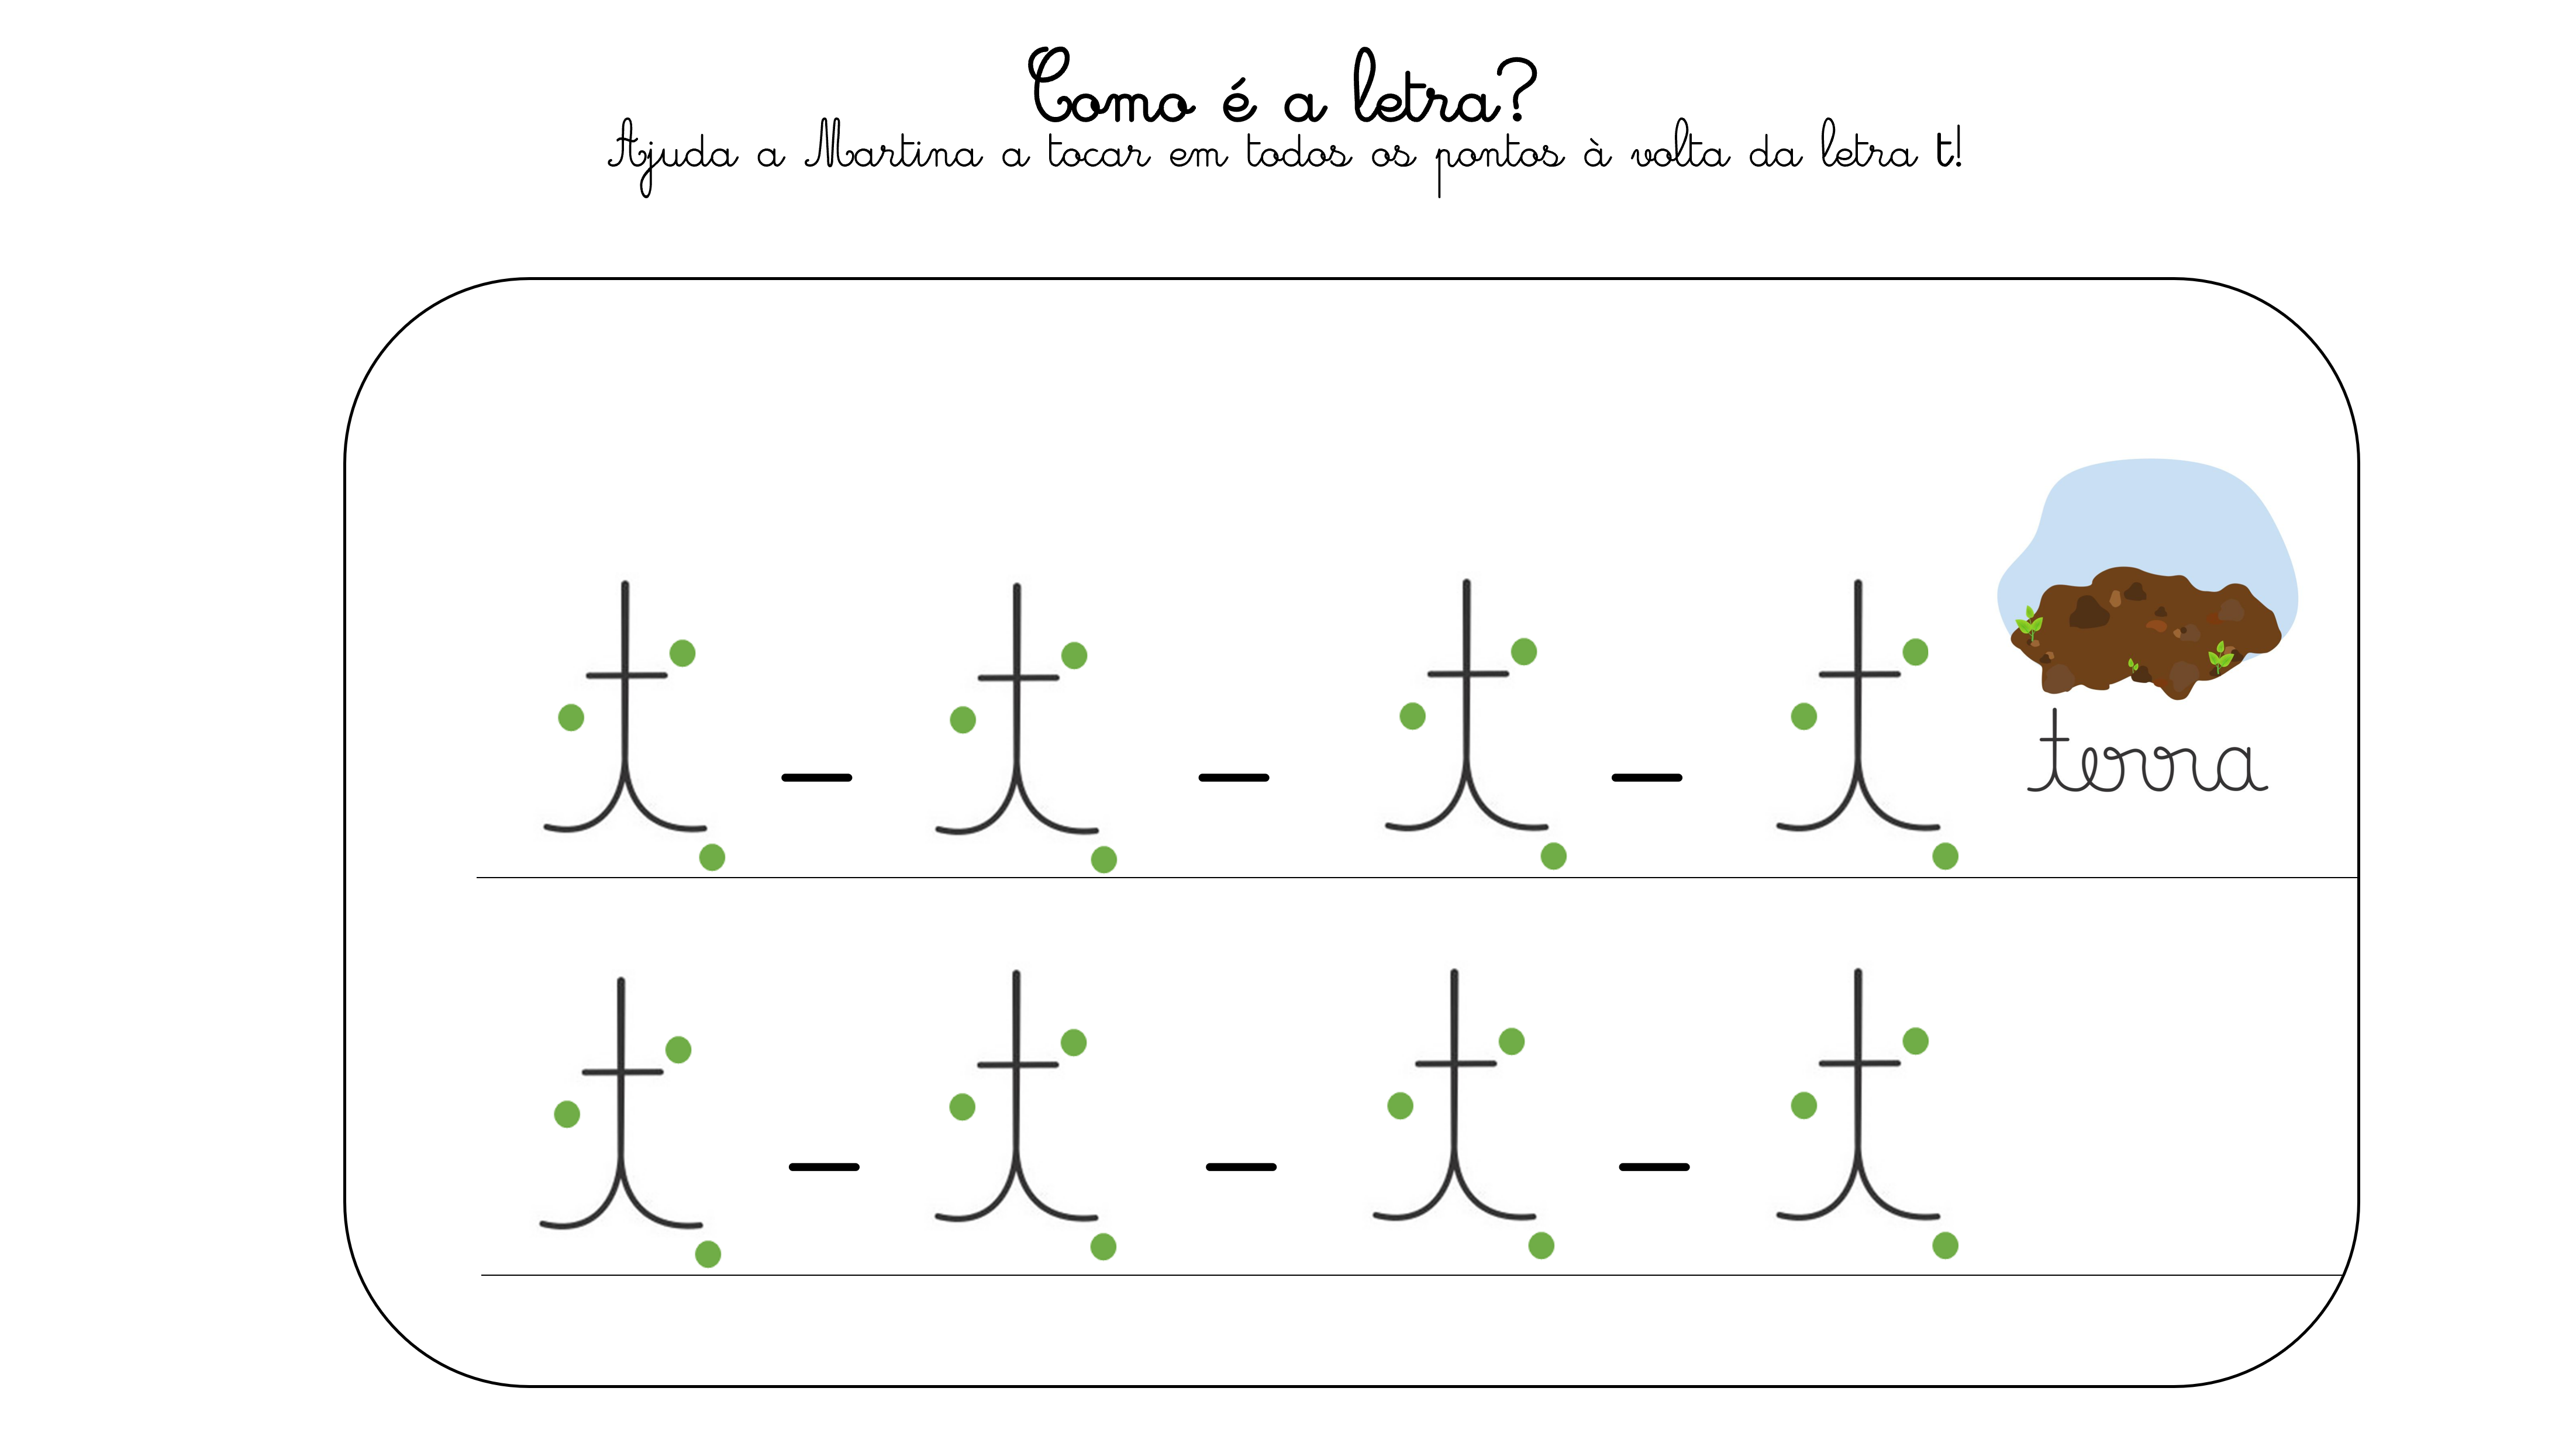 Como é a letra?
Ajuda a Martina a tocar em todos os pontos à volta da letra t!
t - t - t - t
terra
t - t - t - t